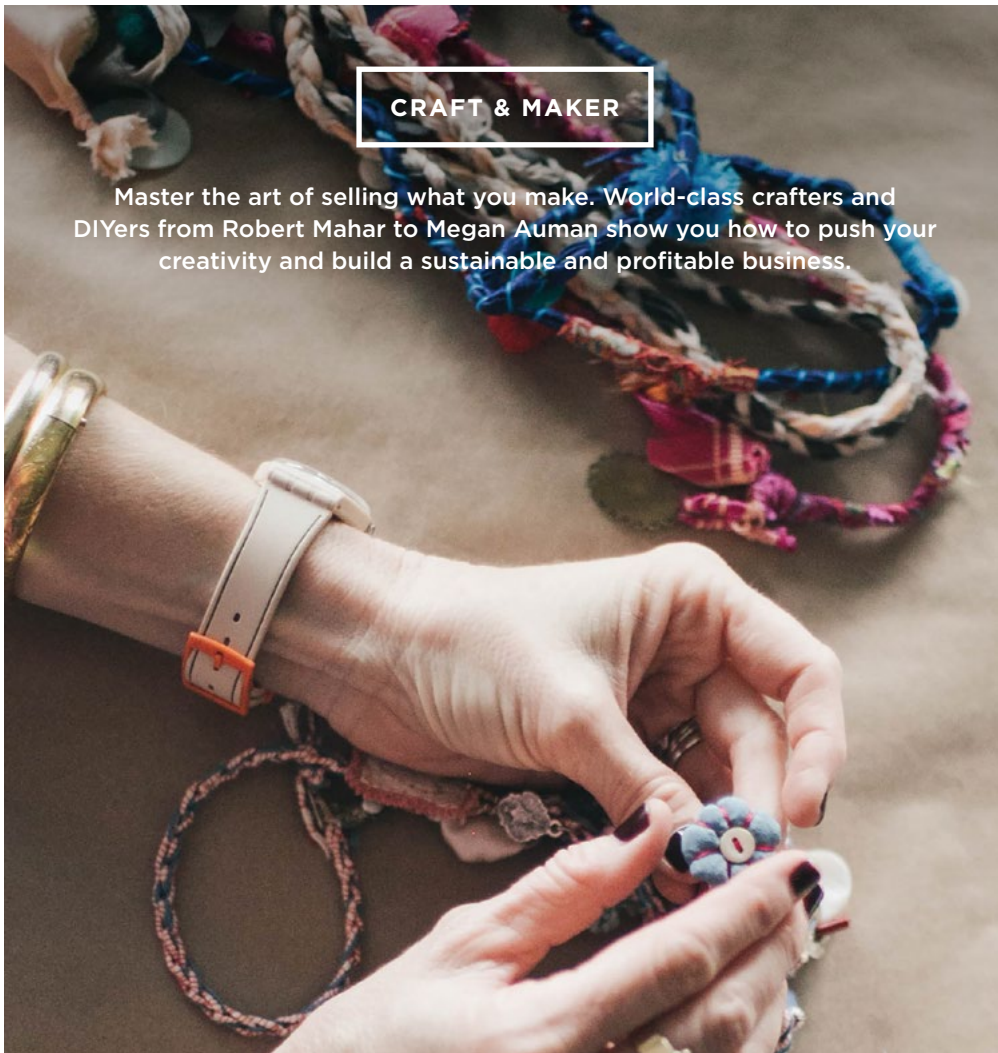 CRAFT & MAKER
Master the art of selling what you make. World-class crafters and
DIYers from Robert Mahar to Megan Auman show you how to push your
creativity and build a sustainable and profitable business.